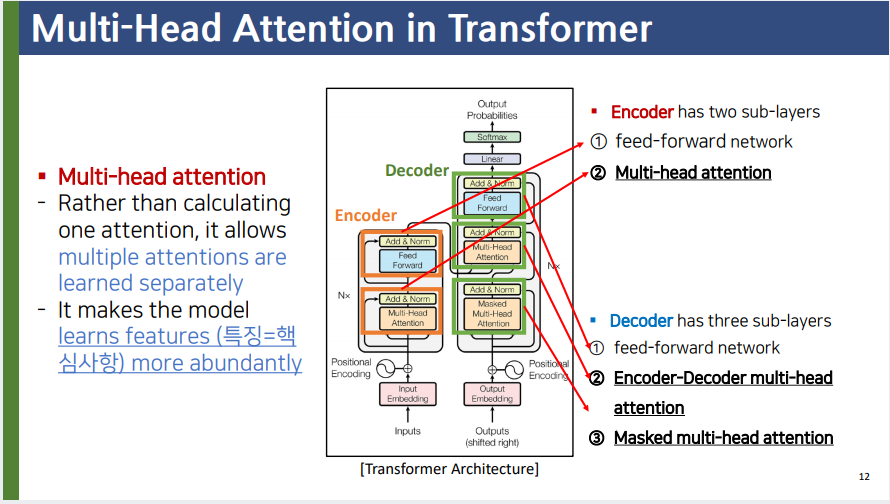 Multi-Head Attention in Transformer
▪ Multi-head attention
- Rather than calculating
one attention, it allows
multiple attentions are
learned separately
- It makes the model
learns features (특징=핵
심사항) more abundantly
Output
Probabilities
Softmax
Linear
Decoder
Add & Norm
Feed
Forward
Add & Norm
Multi-Head
Attention
Nx
Add & Norm
Masked
Multi-Head
Attention
Encoder
Add & Norm
Feed
Forward
Nx
Add & Norm
Multi-Head
Attention
Positional
Encoding
Positional
Encoding
Input
Embedding
Output
Embedding
Inputs
Outputs
(shifted right)
[Transformer Architecture]
▪ Encoder has two sub-layers
① feed-forward network
② Multi-head attention
▪ Decoder has three sub-layers
① feed-forward network
② Encoder-Decoder multi-head
attention
③ Masked multi-head attention
12